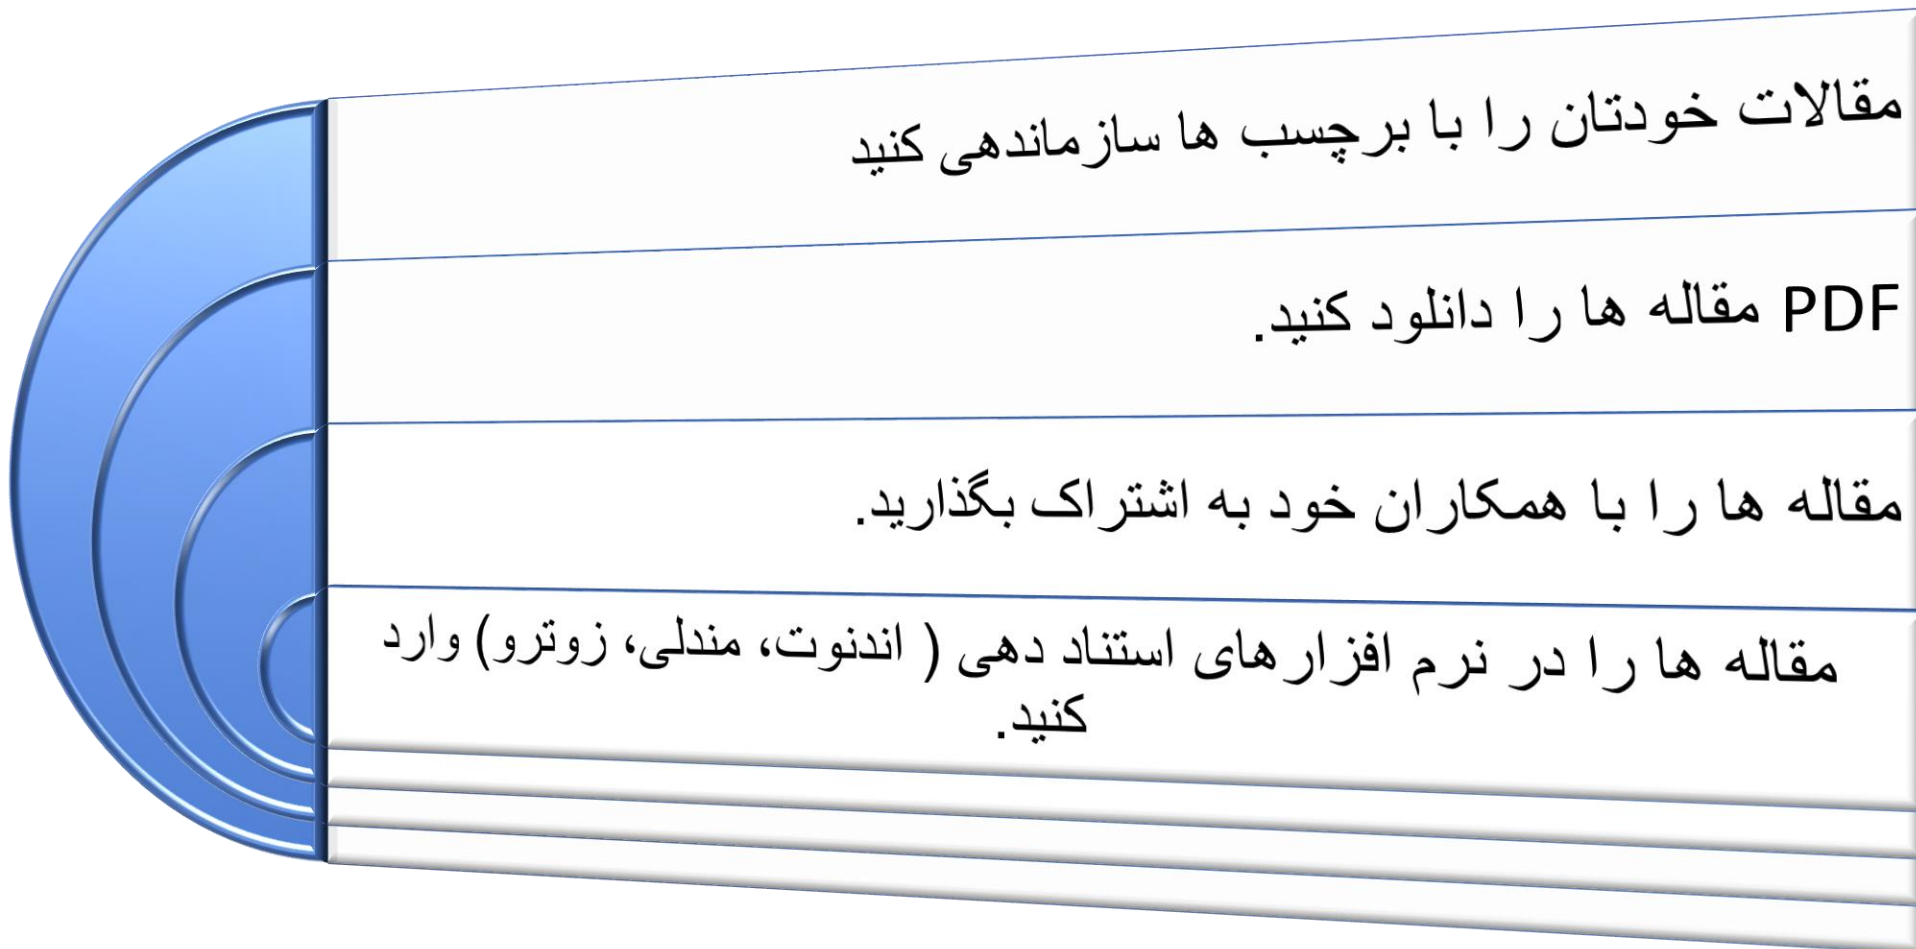 مقالات خودتان را با برچسب ها سازماندهی کنید
PDF مقاله ها را دانلود کنید.
مقاله ها را با همکاران خود به اشتراک بگذارید.
مقاله ها را در نرم افزارهای استناد دهی ( اندنوت، مندلی، زوترو) وارد
کنید.